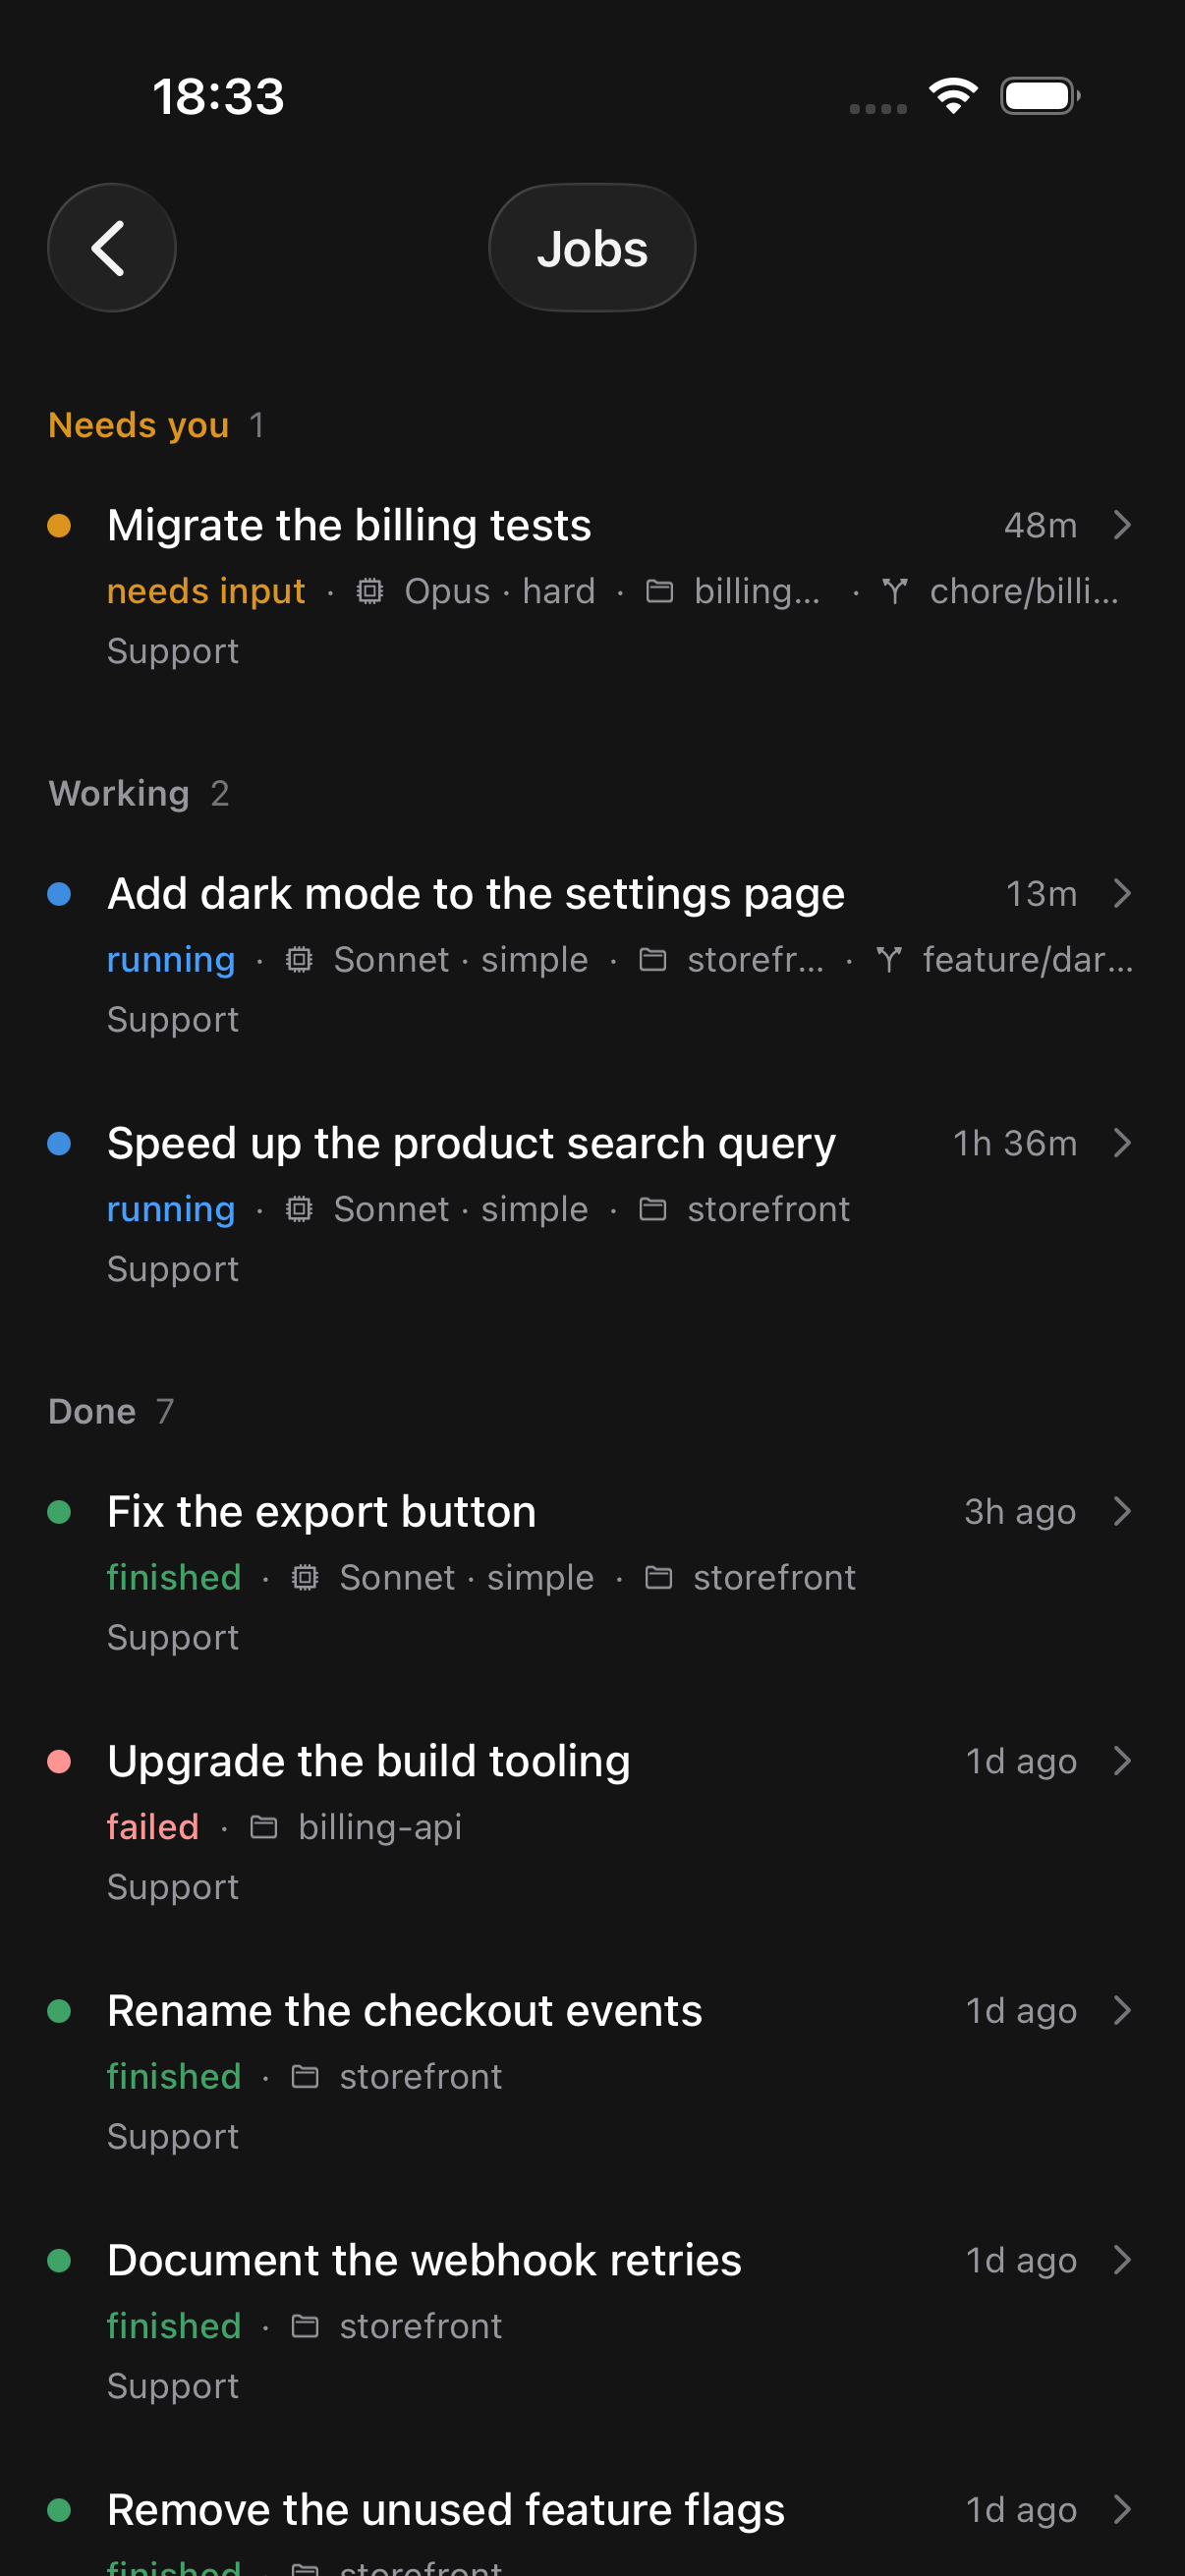 18:33
Jobs
Needs you 1
Migrate the billing tests 48m
needs input · Opus · hard · billing... · chore/billi...
Support
Working 2
Add dark mode to the settings page 13m
running · Sonnet · simple · storefr... · feature/dar...
Support
Speed up the product search query 1h 36m
running · Sonnet · simple · storefront
Support
Done 7
Fix the export button 3h ago
finished · Sonnet · simple · storefront
Support
Upgrade the build tooling 1d ago
failed · billing-api
Support
Rename the checkout events 1d ago
finished · storefront
Support
Document the webhook retries 1d ago
finished · storefront
Support
Remove the unused feature flags 1d ago
finished · storefront